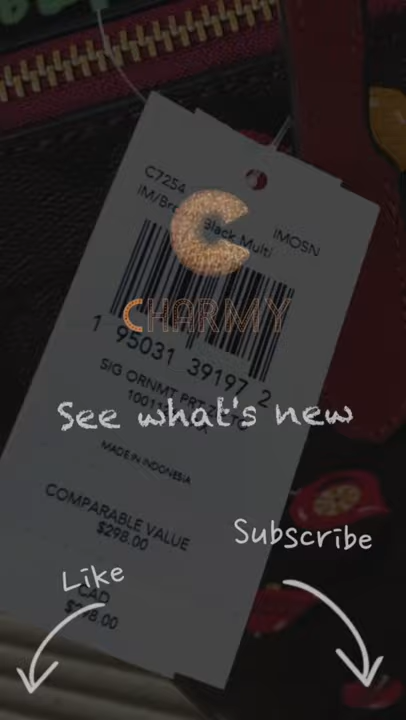 C7254
IMOSN
IM/Br Black Multi
C
CHARMY
1 95031 39197 2
SIG ORNMT PRT
See what's new
MADE IN INDONESIA
COMPARABLE VALUE
$298.00
Subscribe
Like
CAD